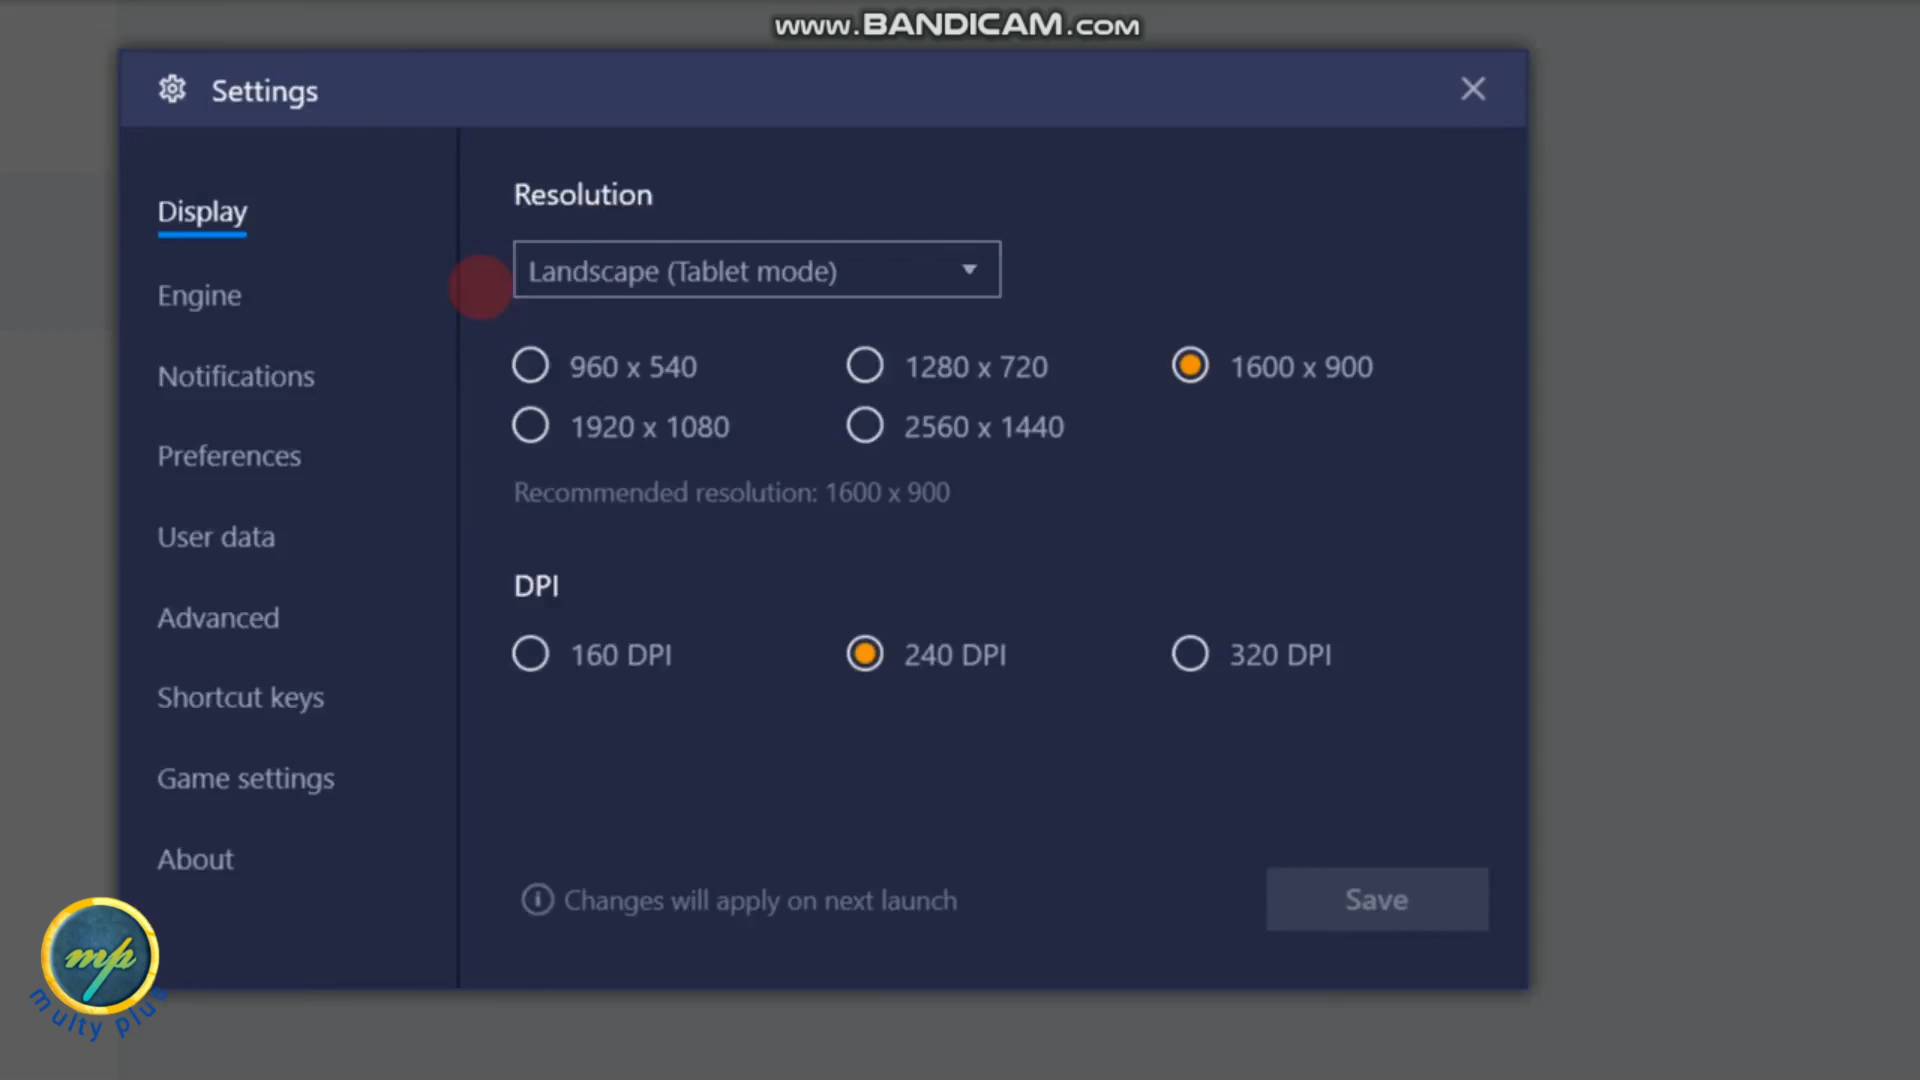 www.BANDICAM.COM
Settings
Display
Engine
Notifications
Preferences
User data
Advanced
Shortcut keys
Game settings
About
Resolution
Landscape (Tablet mode)
960 x 540 1280 x 720 1600 x 900
1920 x 1080 2560 x 1440
Recommended resolution: 1600 x 900
DPI
160 DPI 240 DPI 320 DPI
Changes will apply on next launch
Save
mp
multy plus